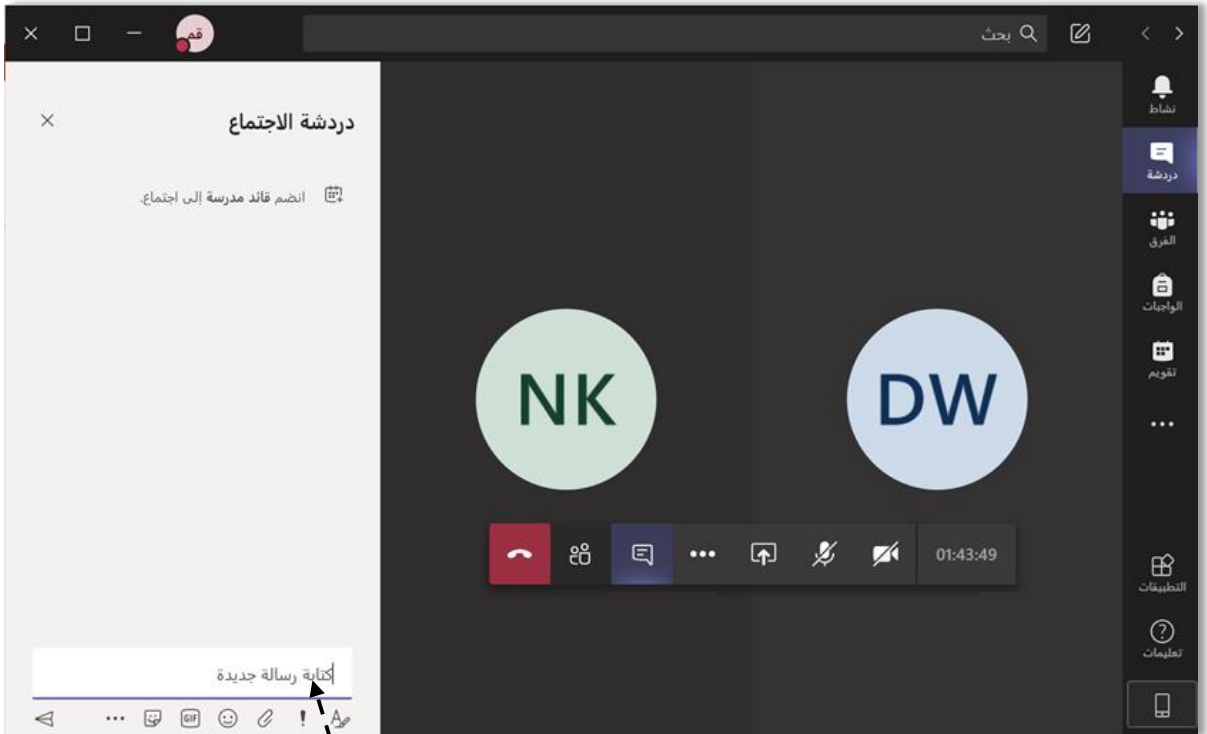 بحث
قم
نشاط
دردشة
الفرق
الواجبات
تقويم
التطبيقات
تعليمات
NK
DW
01:43:49
دردشة الاجتماع
انضم قائد مدرسة إلى اجتماع.
كتابة رسالة جديدة
GIF